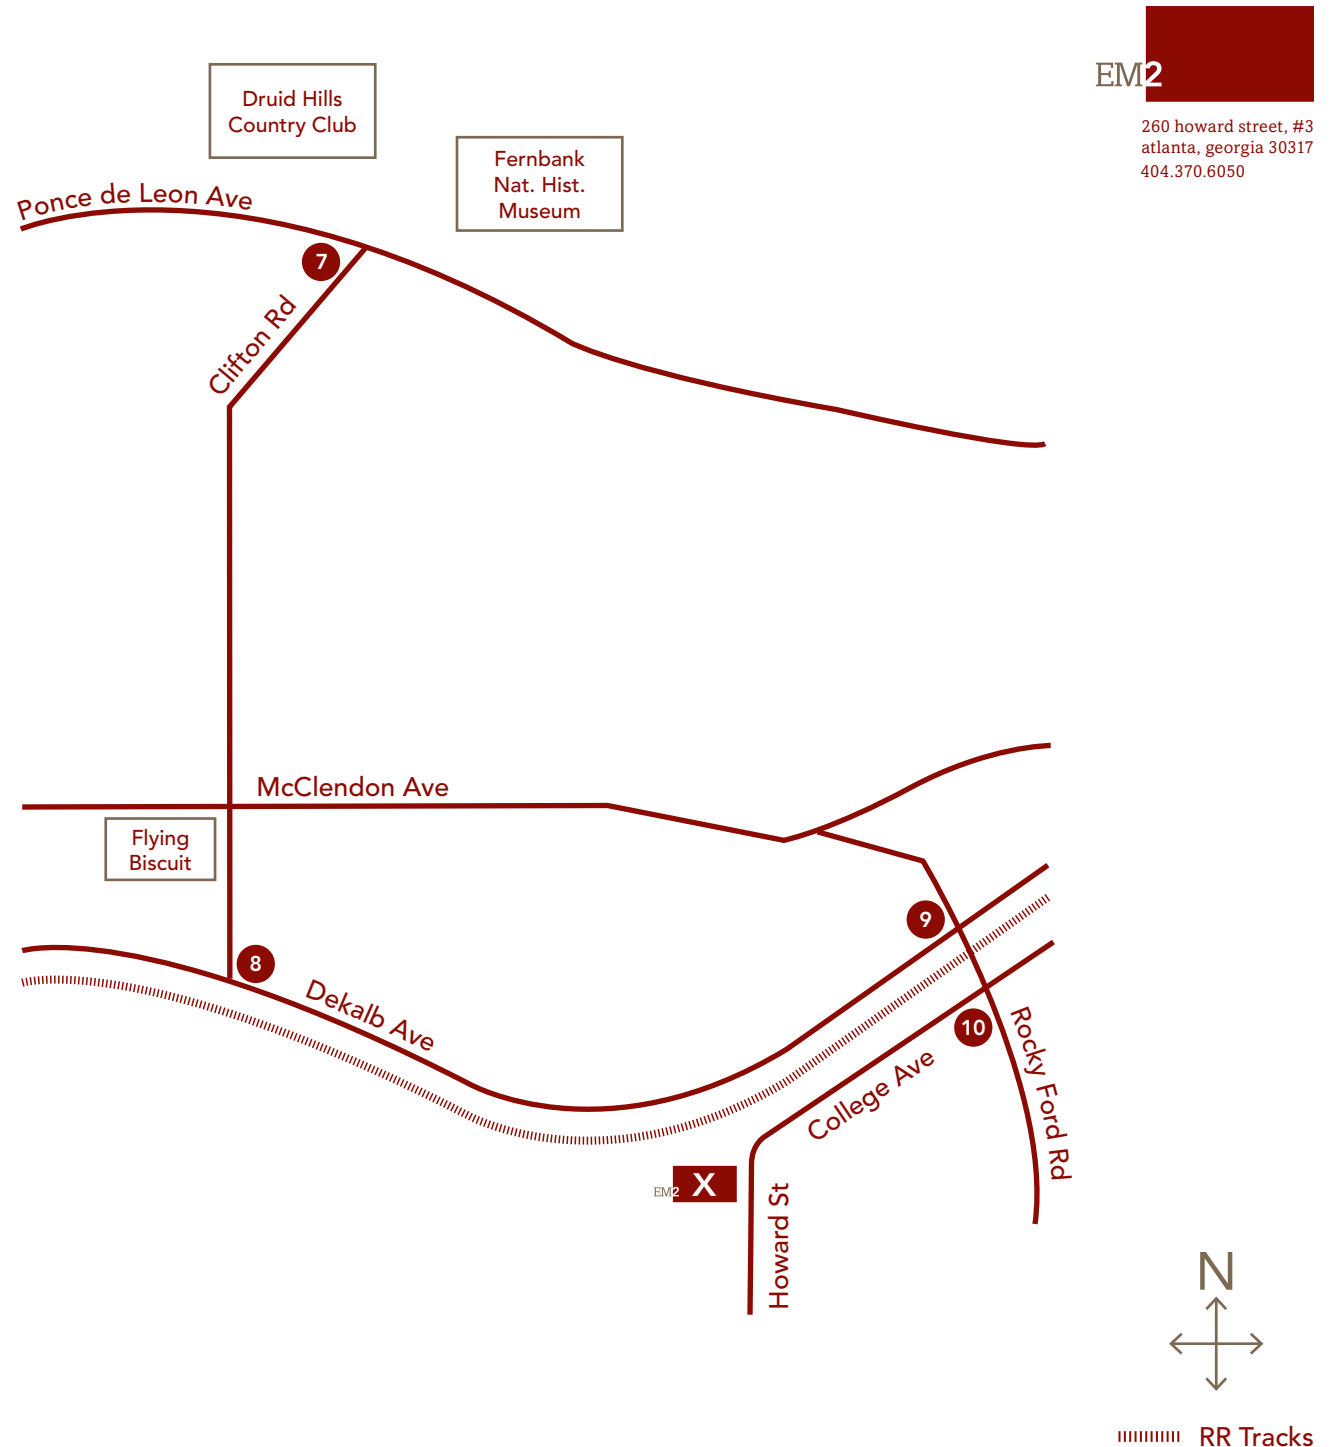 EM2
260 howard street, #3
atlanta, georgia 30317
404.370.6050
Druid Hills
Country Club
Fernbank
Nat. Hist.
Museum
Ponce de Leon Ave
7
Clifton Rd
McClendon Ave
Flying
Biscuit
9
8
Dekalb Ave
10
Rocky Ford Rd
College Ave
EM2 X
Howard St
N
RR Tracks